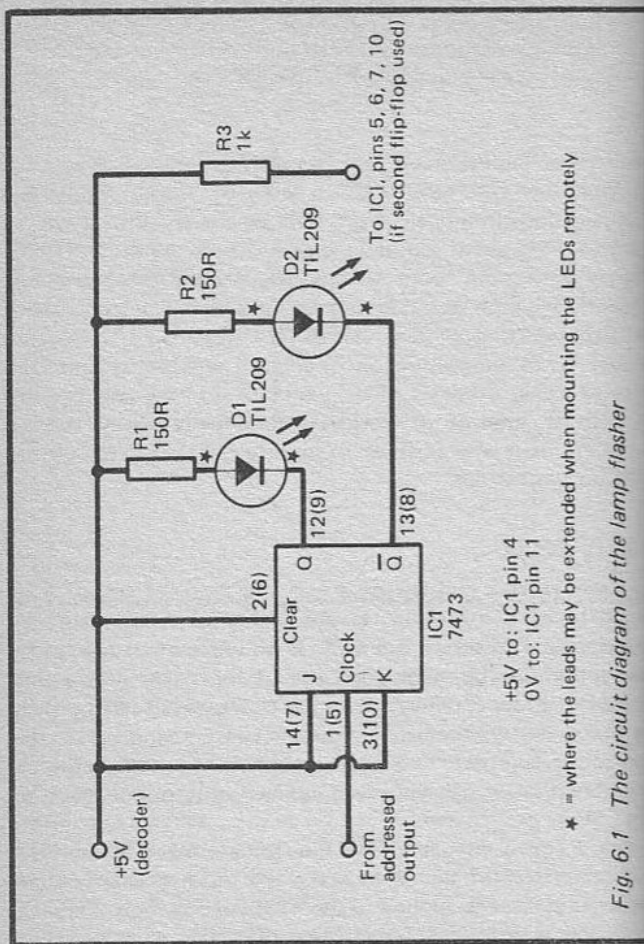 +5V
(decoder)
R1
150R
R2
150R
R3
1k
D1
TIL209
D2
TIL209
★
★
★
★
2(6)
Clear
14(7)
J
Q
12(9)
1(5)
Clock
3(10)
K
Q̅
13(8)
IC1
7473
From
addressed
output
To ICI, pins 5, 6, 7, 10
(if second flip-flop used)
+5V to: IC1 pin 4
0V to: IC1 pin 11
★ = where the leads may be extended when mounting the LEDs remotely
Fig. 6.1 The circuit diagram of the lamp flasher